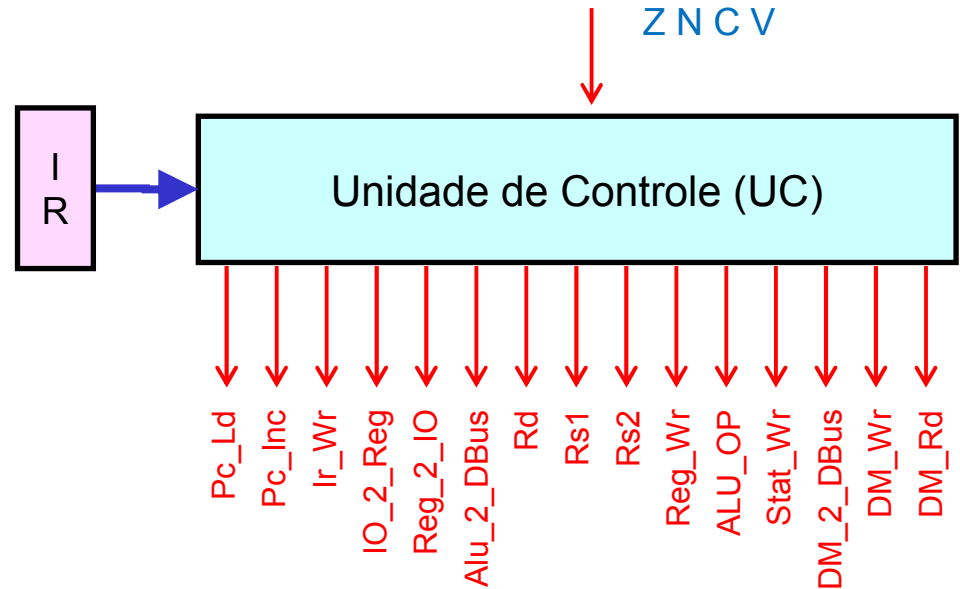 Z N C V
I
R
Unidade de Controle (UC)
Pc_Ld
Pc_Inc
Ir_Wr
IO_2_Reg
Reg_2_IO
Alu_2_DBus
Rd
Rs1
Rs2
Reg_Wr
ALU_OP
Stat_Wr
DM_2_DBus
DM_Wr
DM_Rd